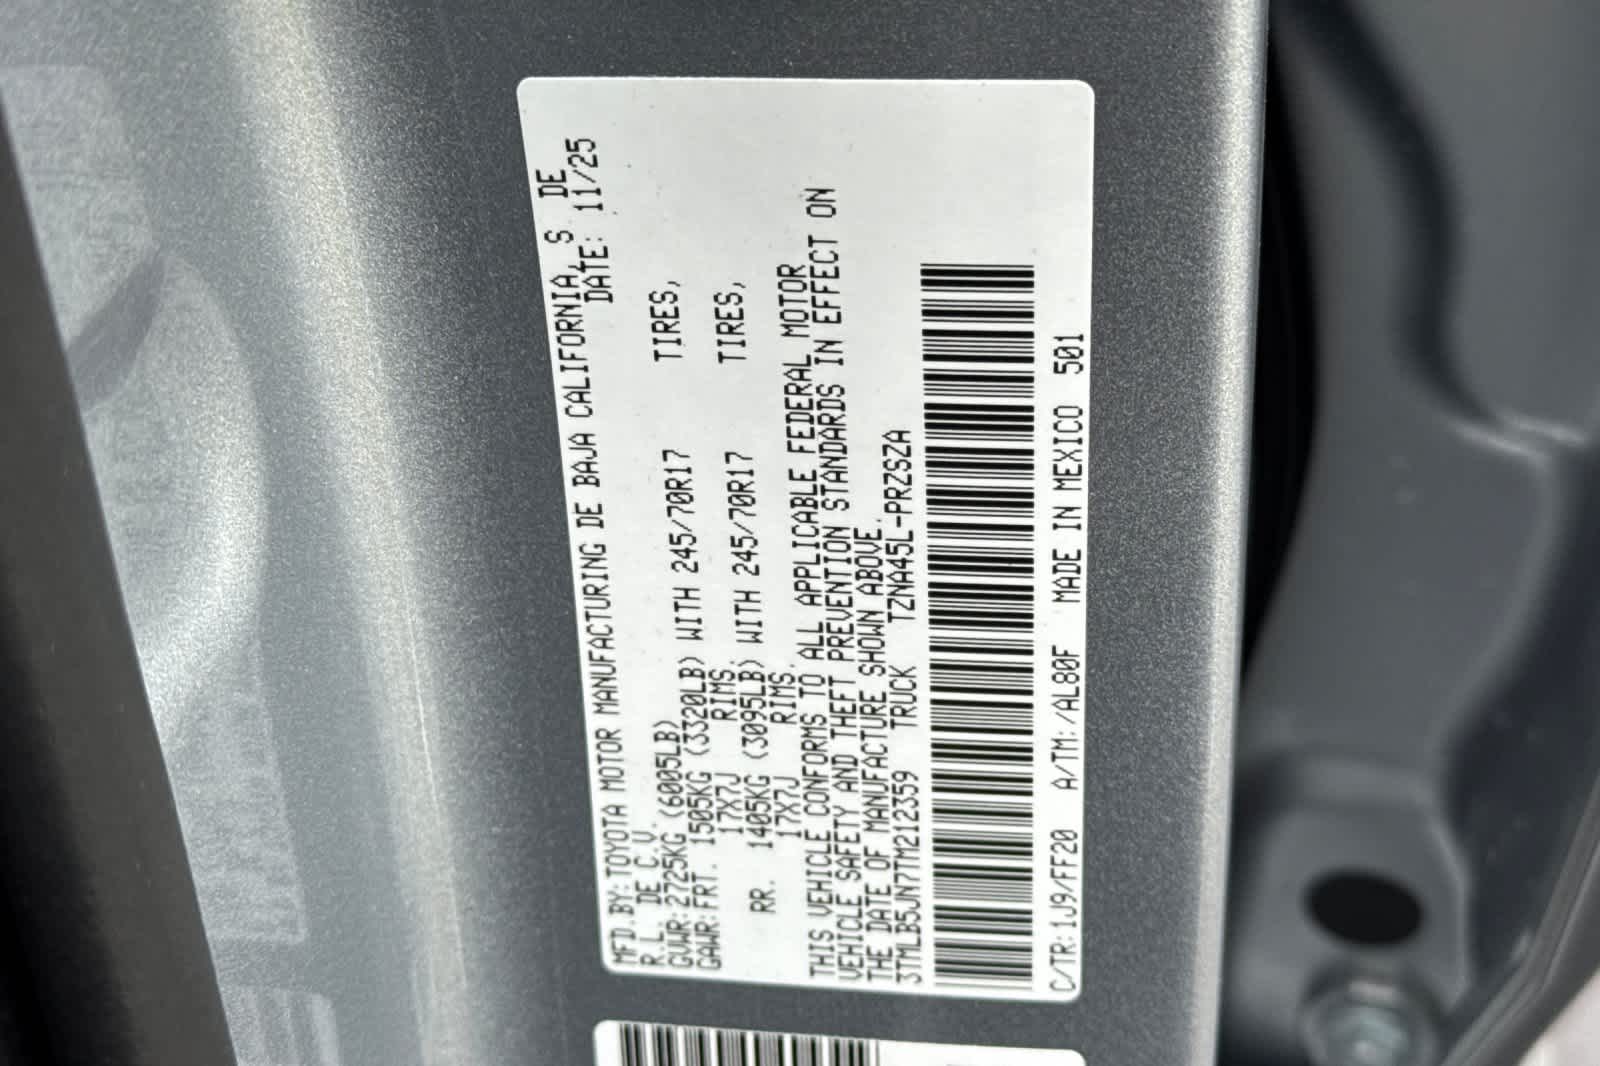 MFD.BY:TOYOTA MOTOR MANUFACTURING DE BAJA CALIFORNIA, S DE
R.L. DE C.V. DATE: 11/25
GVWR:2725KG (6005LB)
GAWR:FRT. 1505KG (3320LB) WITH 245/70R17 TIRES,
17X7J RIMS.
RR. 1405KG (3095LB) WITH 245/70R17 TIRES,
17X7J RIMS.
THIS VEHICLE CONFORMS TO ALL APPLICABLE FEDERAL MOTOR
VEHICLE SAFETY AND THEFT PREVENTION STANDARDS IN EFFECT ON
THE DATE OF MANUFACTURE SHOWN ABOVE.
3TMLB5JN7TM212359 TRUCK TZNA45L-PRZSZA
C/TR:1J9/FF20 A/TM:/AL80F MADE IN MEXICO 501